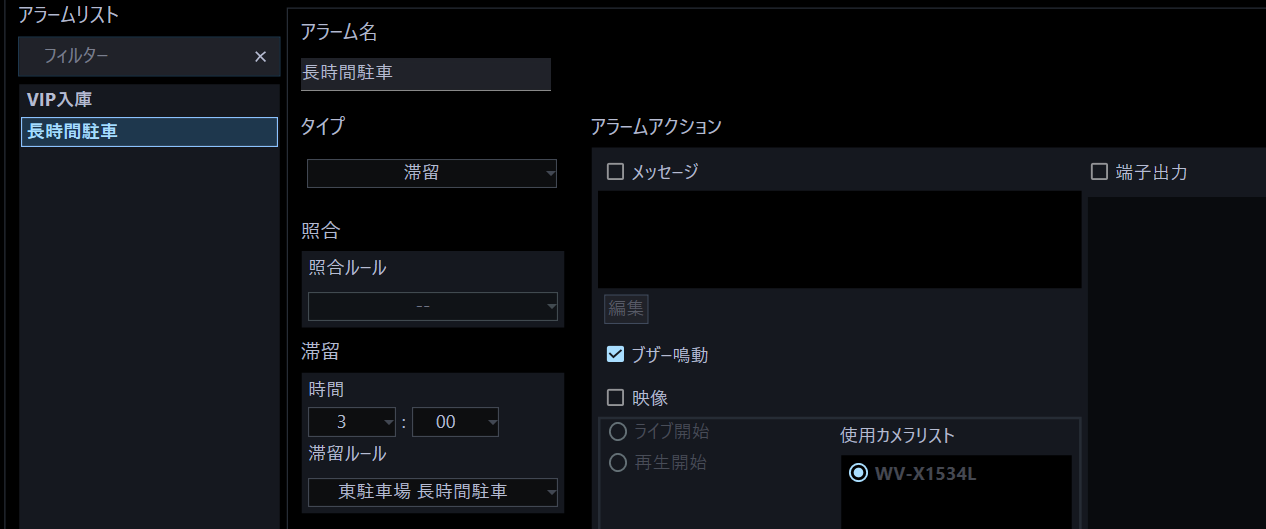 アラームリスト
フィルター ×
VIP入庫
長時間駐車
アラーム名
長時間駐車
タイプ
滞留
照合
照合ルール
--
滞留
時間
3 : 00
滞留ルール
東駐車場 長時間駐車
アラームアクション
メッセージ
編集
ブザー鳴動
映像
ライブ開始
再生開始
使用カメラリスト
WV-X1534L
端子出力